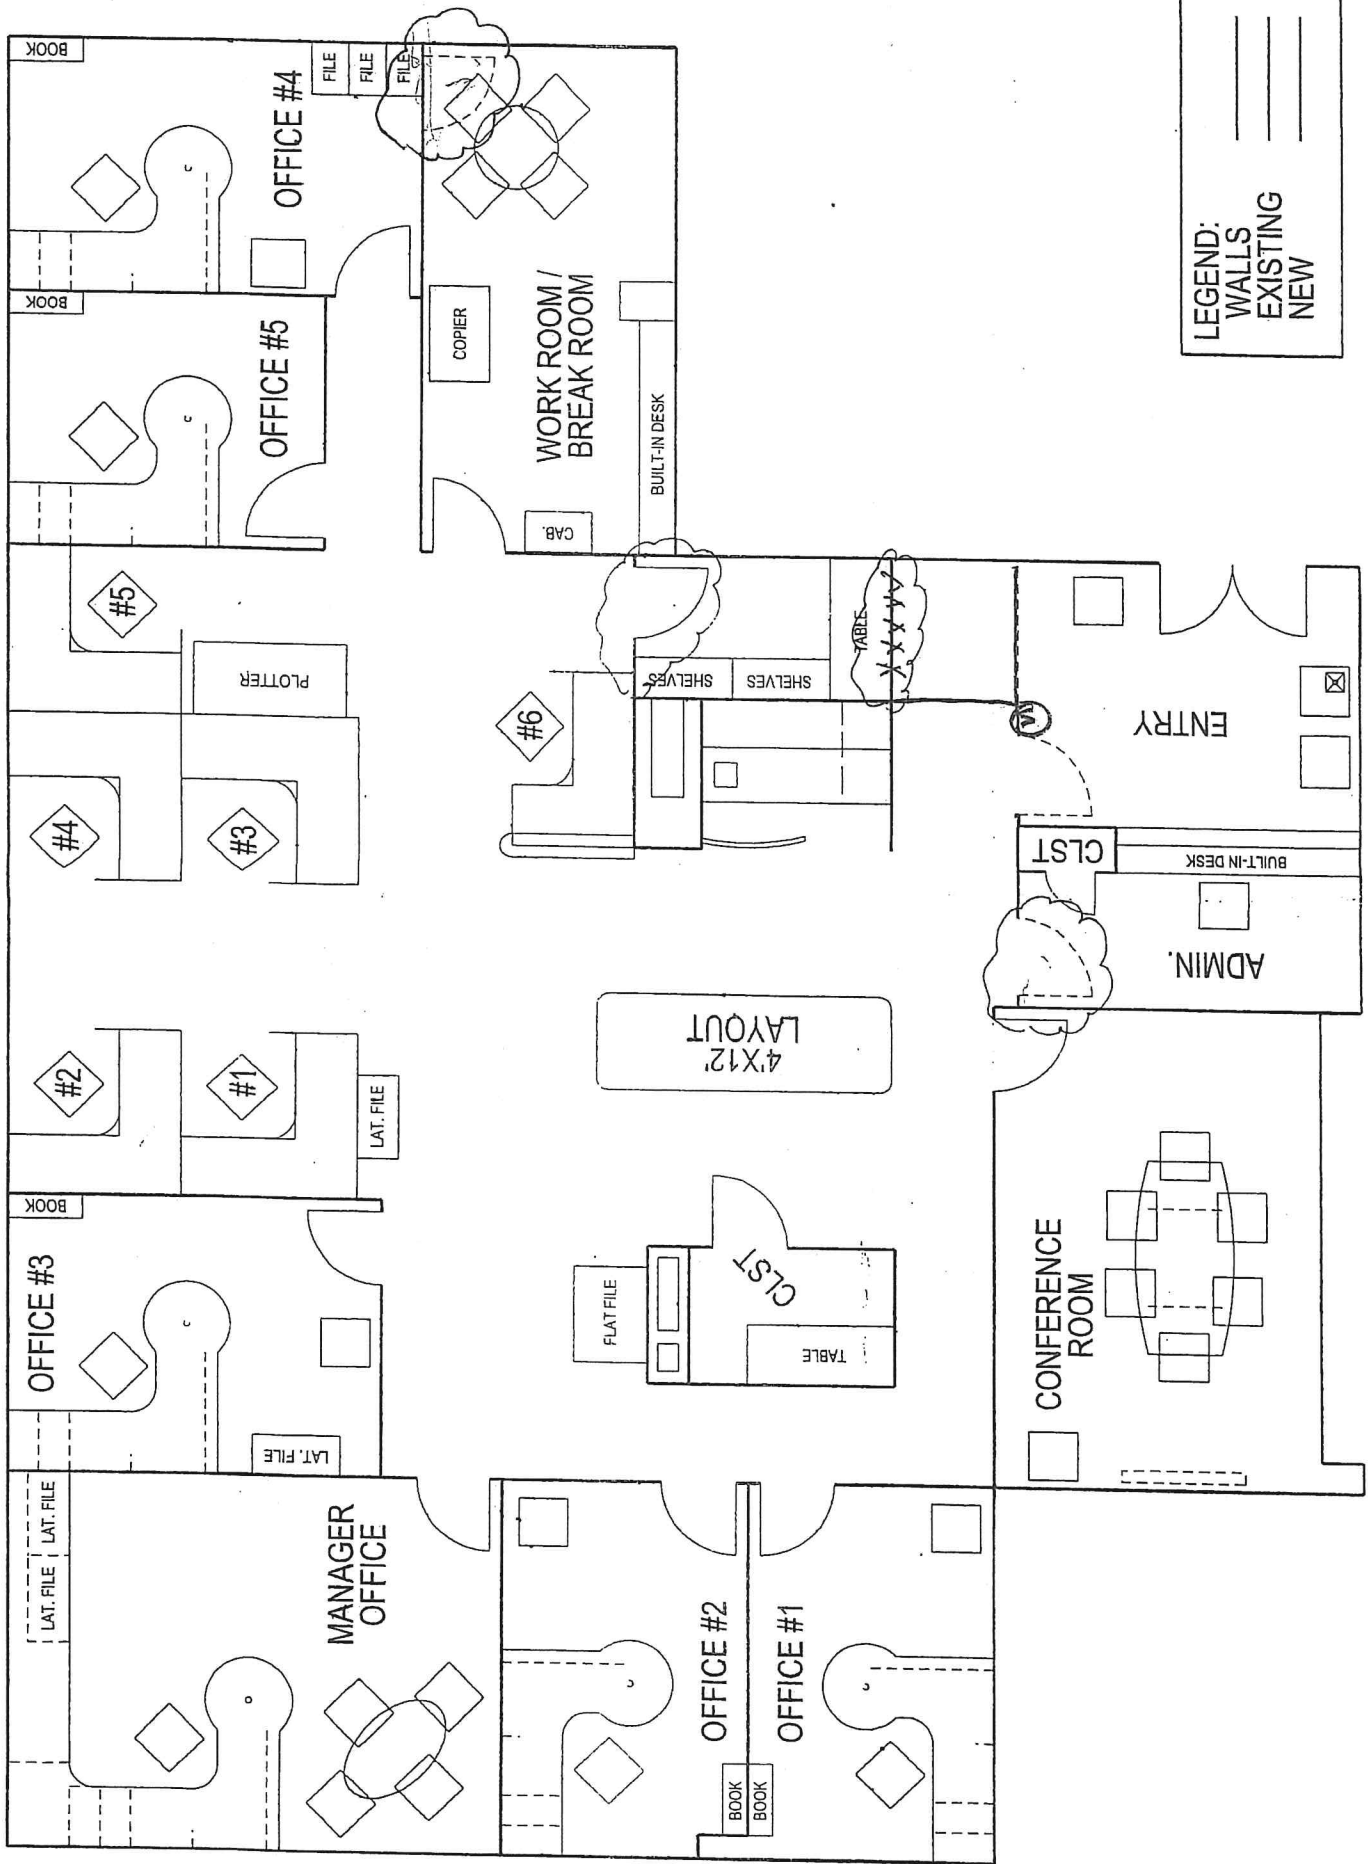 BOOK
OFFICE #4
FILE
FILE
FILE
BOOK
OFFICE #5
COPIER
WORK ROOM /
BREAK ROOM
BUILT-IN DESK
CAB.
LEGEND:
WALLS
EXISTING
NEW
#5
PLOTTER
#4
#3
#6
SHELVES
SHELVES
TABLE
ENTRY
CLST
BUILT-IN DESK
ADMIN.
#2
#1
LAT. FILE
4'X12'
LAYOUT
BOOK
OFFICE #3
LAT. FILE
FLAT FILE
CLST
TABLE
CONFERENCE
ROOM
LAT. FILE
LAT. FILE
MANAGER
OFFICE
OFFICE #2
BOOK
OFFICE #1
BOOK